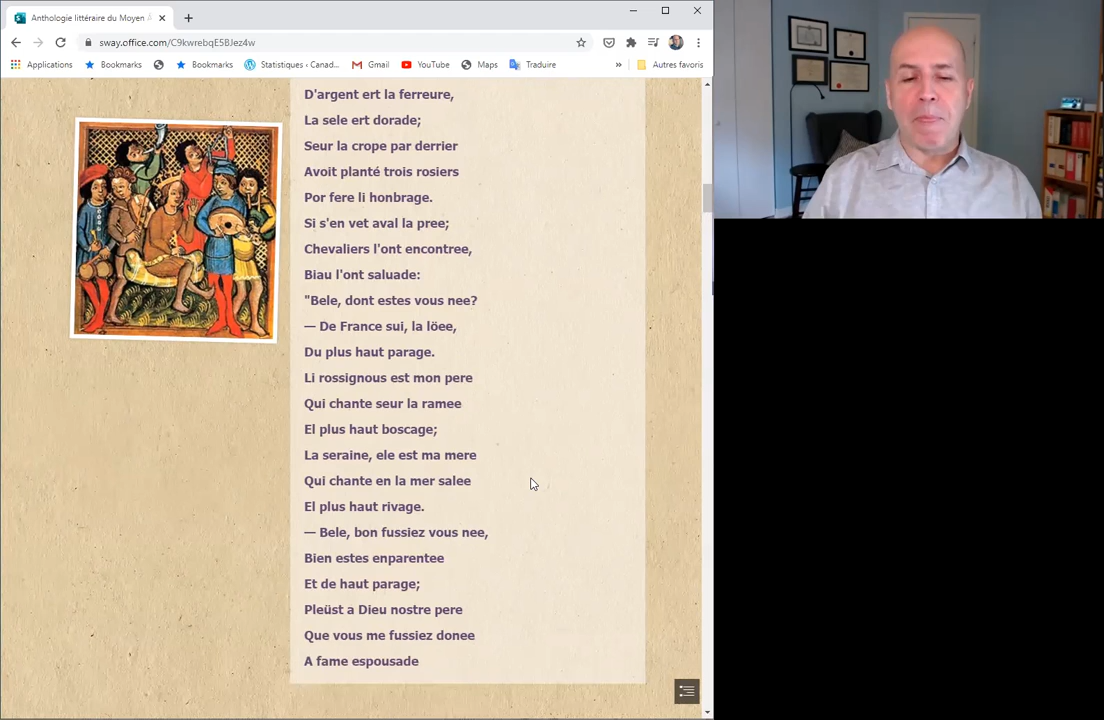 Anthologie littéraire du Moyen
sway.office.com/C9kwrebqE5BJez4w
Applications
Bookmarks
Bookmarks
Statistiques – Canad...
Gmail
YouTube
Maps
Traduire
»
Autres favoris
D'argent ert la ferreure,
La sele ert dorade;
Seur la crope par derrier
Avoit planté trois rosiers
Por fere li honbrage.
Si s'en vet aval la pree;
Chevaliers l'ont encontree,
Biau l'ont saluade:
"Bele, dont estes vous nee?
— De France sui, la löee,
Du plus haut parage.
Li rossignous est mon pere
Qui chante seur la ramee
El plus haut boscage;
La seraine, ele est ma mere
Qui chante en la mer salee
El plus haut rivage.
— Bele, bon fussiez vous nee,
Bien estes enparentee
Et de haut parage;
Pleüst a Dieu nostre pere
Que vous me fussiez donee
A fame espousade